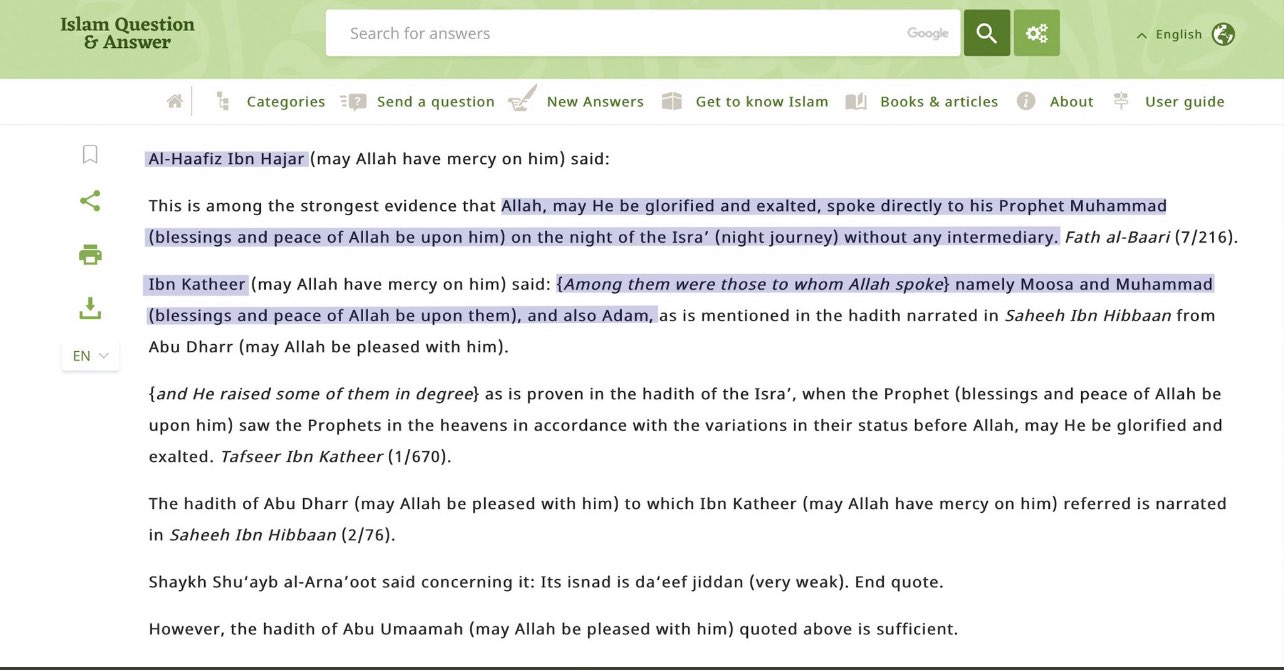 Islam Question
& Answer
Search for answers
Google
English
Categories
Send a question
New Answers
Get to know Islam
Books & articles
About
User guide
EN
Al-Haafiz Ibn Hajar (may Allah have mercy on him) said:
This is among the strongest evidence that Allah, may He be glorified and exalted, spoke directly to his Prophet Muhammad
(blessings and peace of Allah be upon him) on the night of the Isra’ (night journey) without any intermediary. Fath al-Baari (7/216).
Ibn Katheer (may Allah have mercy on him) said: {Among them were those to whom Allah spoke} namely Moosa and Muhammad
(blessings and peace of Allah be upon them), and also Adam, as is mentioned in the hadith narrated in Saheeh Ibn Hibbaan from
Abu Dharr (may Allah be pleased with him).
{and He raised some of them in degree} as is proven in the hadith of the Isra’, when the Prophet (blessings and peace of Allah be
upon him) saw the Prophets in the heavens in accordance with the variations in their status before Allah, may He be glorified and
exalted. Tafseer Ibn Katheer (1/670).
The hadith of Abu Dharr (may Allah be pleased with him) to which Ibn Katheer (may Allah have mercy on him) referred is narrated
in Saheeh Ibn Hibbaan (2/76).
Shaykh Shu‘ayb al-Arna’oot said concerning it: Its isnad is da‘eef jiddan (very weak). End quote.
However, the hadith of Abu Umaamah (may Allah be pleased with him) quoted above is sufficient.